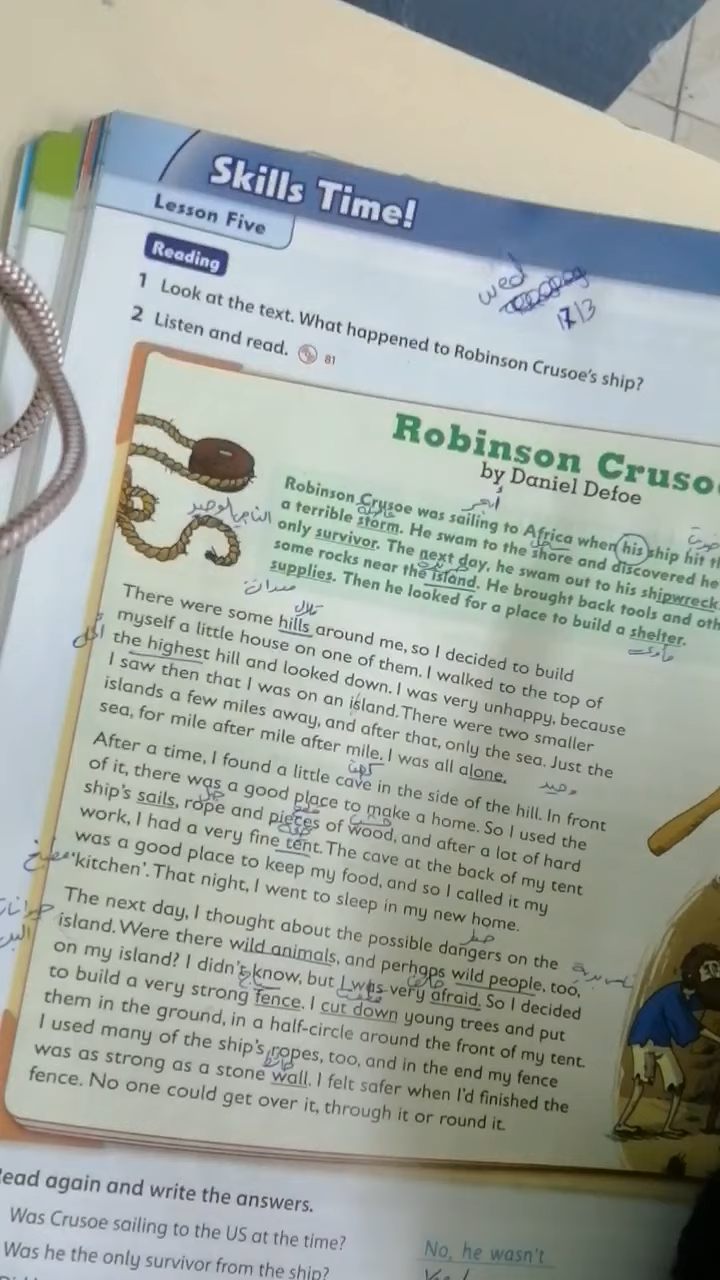 Skills Time!
Lesson Five
Reading
1 Look at the text. What happened to Robinson Crusoe's ship?
2 Listen and read. 81
wed
17/3
Robinson Cruso
by Daniel Defoe
Robinson Crusoe was sailing to Africa when his ship hit
a terrible storm. He swam to the shore and discovered he
only survivor. The next day, he swam out to his shipwreck
some rocks near the island. He brought back tools and
supplies. Then he looked for a place to build a shelter.
الناجي الوحيد
مأوى
There were some hills around me, so I decided to build
myself a little house on one of them. I walked to the top of
the highest hill and looked down. I was very unhappy, because
I saw then that I was on an island. There were two smaller
islands a few miles away, and after that, only the sea. Just the
sea, for mile after mile after mile. I was all alone.
تلال
وحيد
After a time, I found a little cave in the side of the hill. In front
of it, there was a good place to make a home. So I used the
ship's sails, rope and pieces of wood, and after a lot of hard
work, I had a very fine tent. The cave at the back of my tent
was a good place to keep my food, and so I called it my
'kitchen'. That night, I went to sleep in my new home.
كهف
حبل
خشب
مطبخ
The next day, I thought about the possible dangers on the
island. Were there wild animals, and perhaps wild people, too,
on my island? I didn't know, but I was very afraid. So I decided
to build a very strong fence. I cut down young trees and put
them in the ground, in a half-circle around the front of my tent.
I used many of the ship's ropes, too, and in the end my fence
was as strong as a stone wall. I felt safer when I'd finished the
fence. No one could get over it, through it or round it.
خطر
ead again and write the answers.
Was Crusoe sailing to the US at the time?
No, he wasn't
Was he the only survivor from the ship?